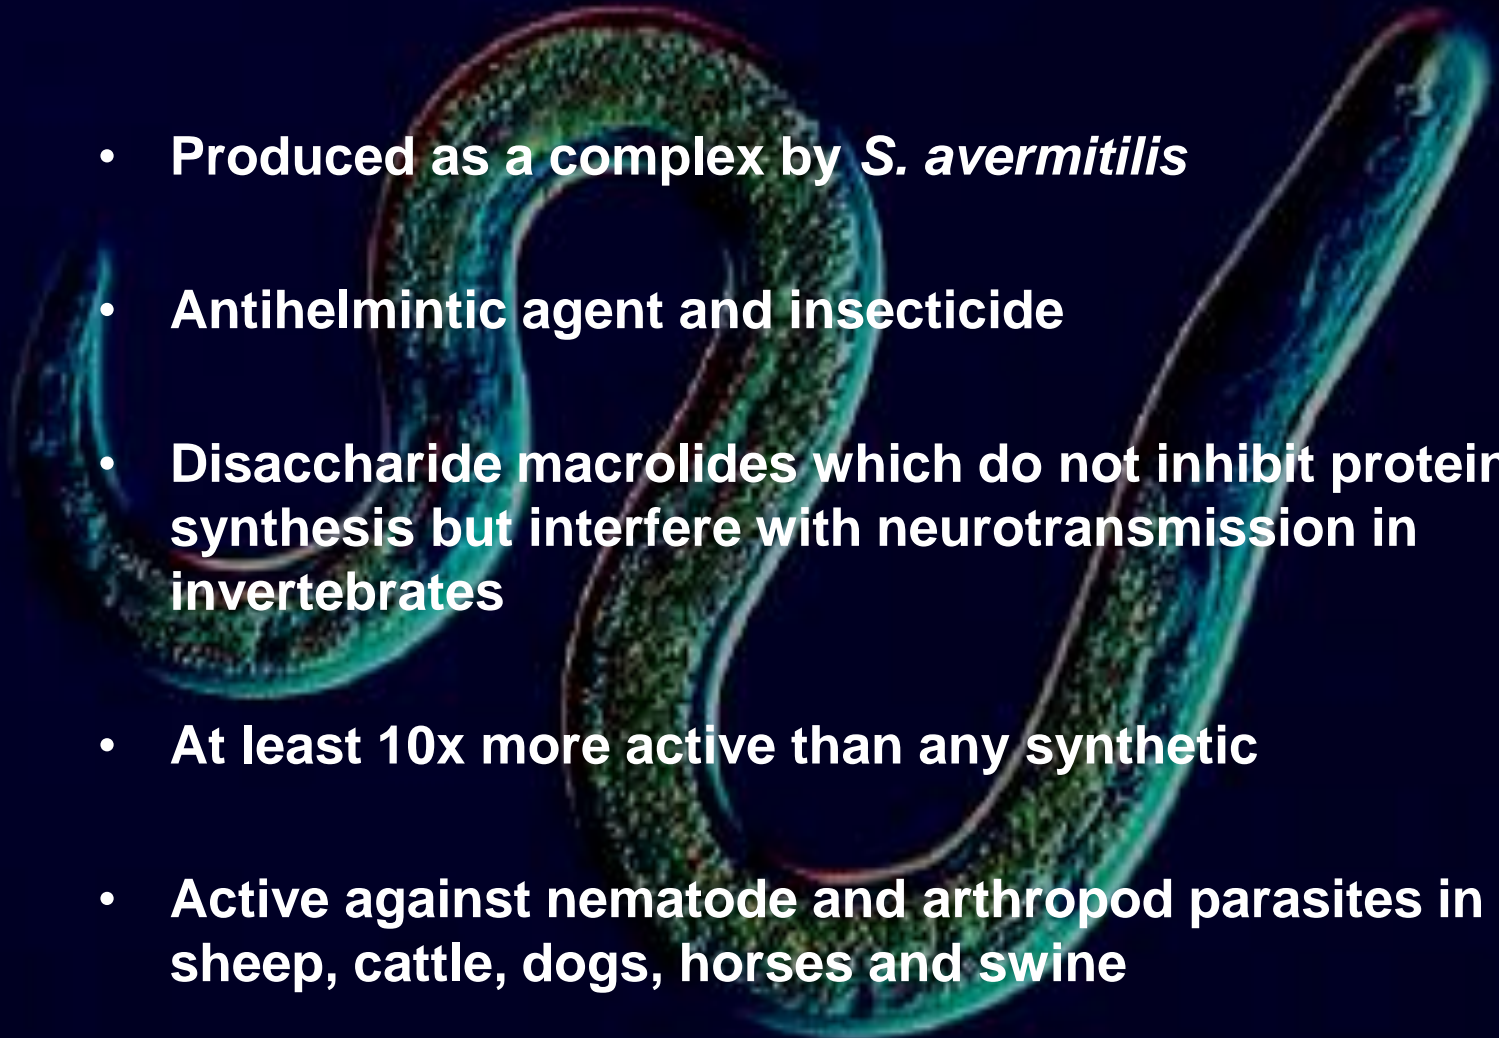 • Produced as a complex by S. avermitilis
• Antihelmintic agent and insecticide
• Disaccharide macrolides which do not inhibit protein
synthesis but interfere with neurotransmission in
invertebrates
• At least 10x more active than any synthetic
• Active against nematode and arthropod parasites in
sheep, cattle, dogs, horses and swine